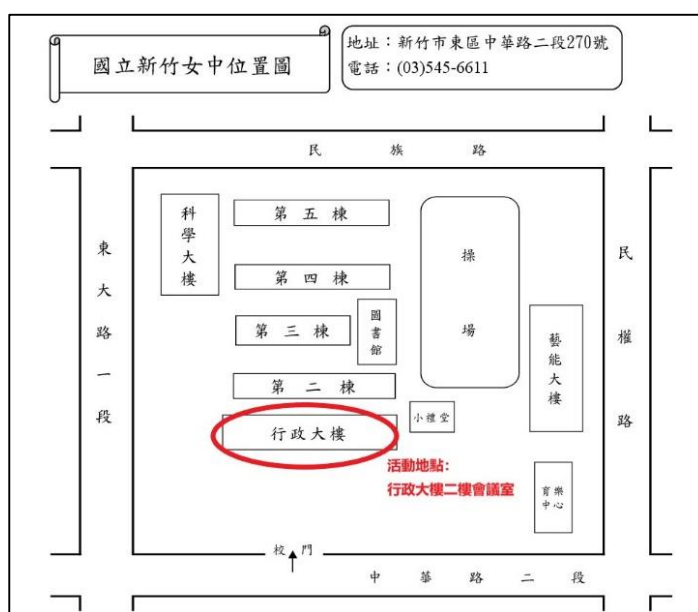 國立新竹女中位置圖
地址：新竹市東區中華路二段270號
電話：(03)545-6611
民族路
科學大樓
第五棟
操場
東大路一段
民權路
第四棟
圖書館
第三棟
藝能大樓
第二棟
小禮堂
行政大樓
活動地點:
行政大樓二樓會議室
育樂
中心
校門
中華路二段